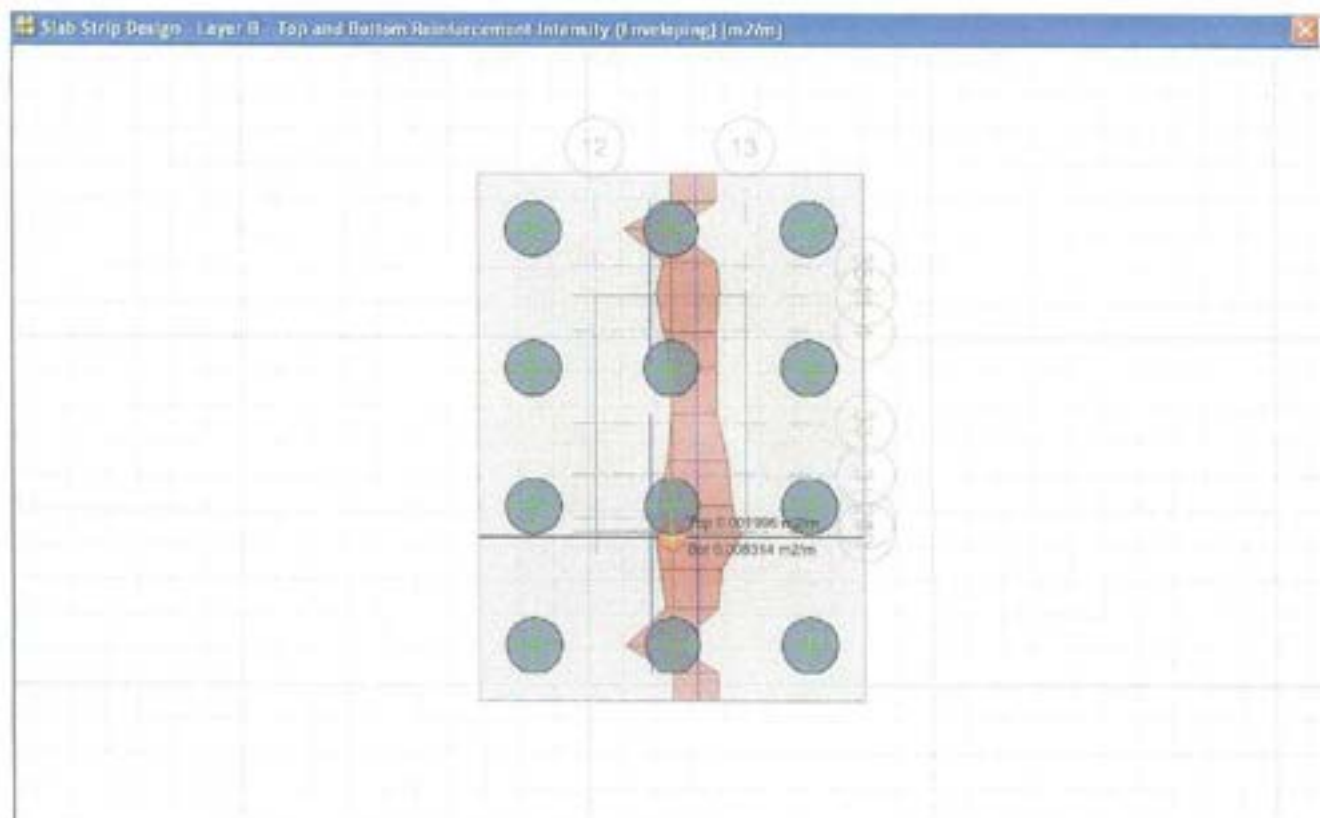 Slab Strip Design - Layer B - Top and Bottom Reinforcement Intensity (Enveloping) [m2/m]
12
13
Top 0.001996 m2/m
Bot 0.008314 m2/m